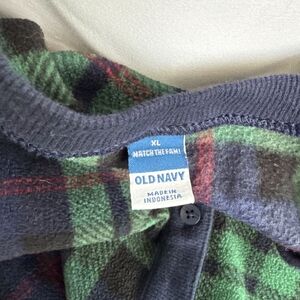 XL
MATCH THE FAM!
OLD NAVY
MADE IN
INDONESIA